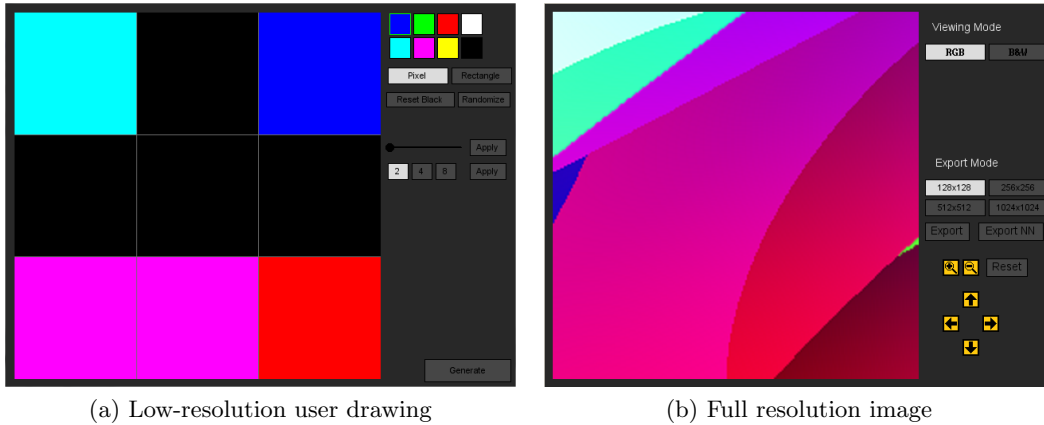 Pixel Rectangle
Reset Black Randomize
Apply
2 4 8 Apply
Generate
(a) Low-resolution user drawing
Viewing Mode
RGB B&W
Export Mode
128x128 256x256
512x512 1024x1024
Export Export NN
Reset
(b) Full resolution image